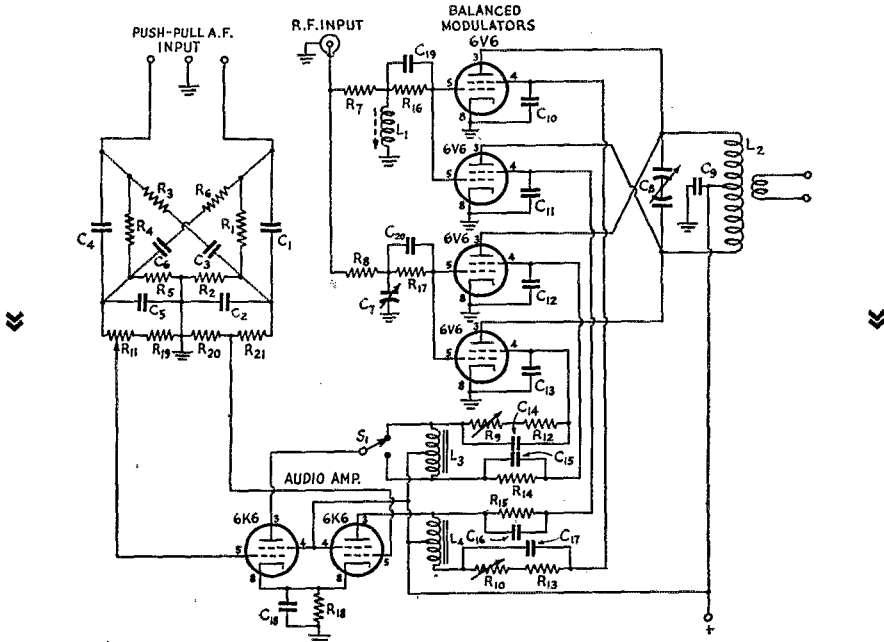 BALANCED
MODULATORS
PUSH-PULL A.F.
INPUT
R.F. INPUT
6V6
C19
3
4
5
8
R7
R16
L1
C10
6V6
3
4
5
8
C11
R3
R6
R4
R1
C4
C1
C6
C3
R5
R2
C5
C2
R11
R19
R20
R21
6V6
3
4
5
8
C20
R8
R17
C7
C12
6V6
3
4
5
8
C13
C8
C9
L2
S1
C14
R9
R12
L3
C15
R14
AUDIO AMP.
6K6
3
4
5
8
6K6
3
4
5
8
R15
C16
C17
L4
R10
R13
C18
R18
+